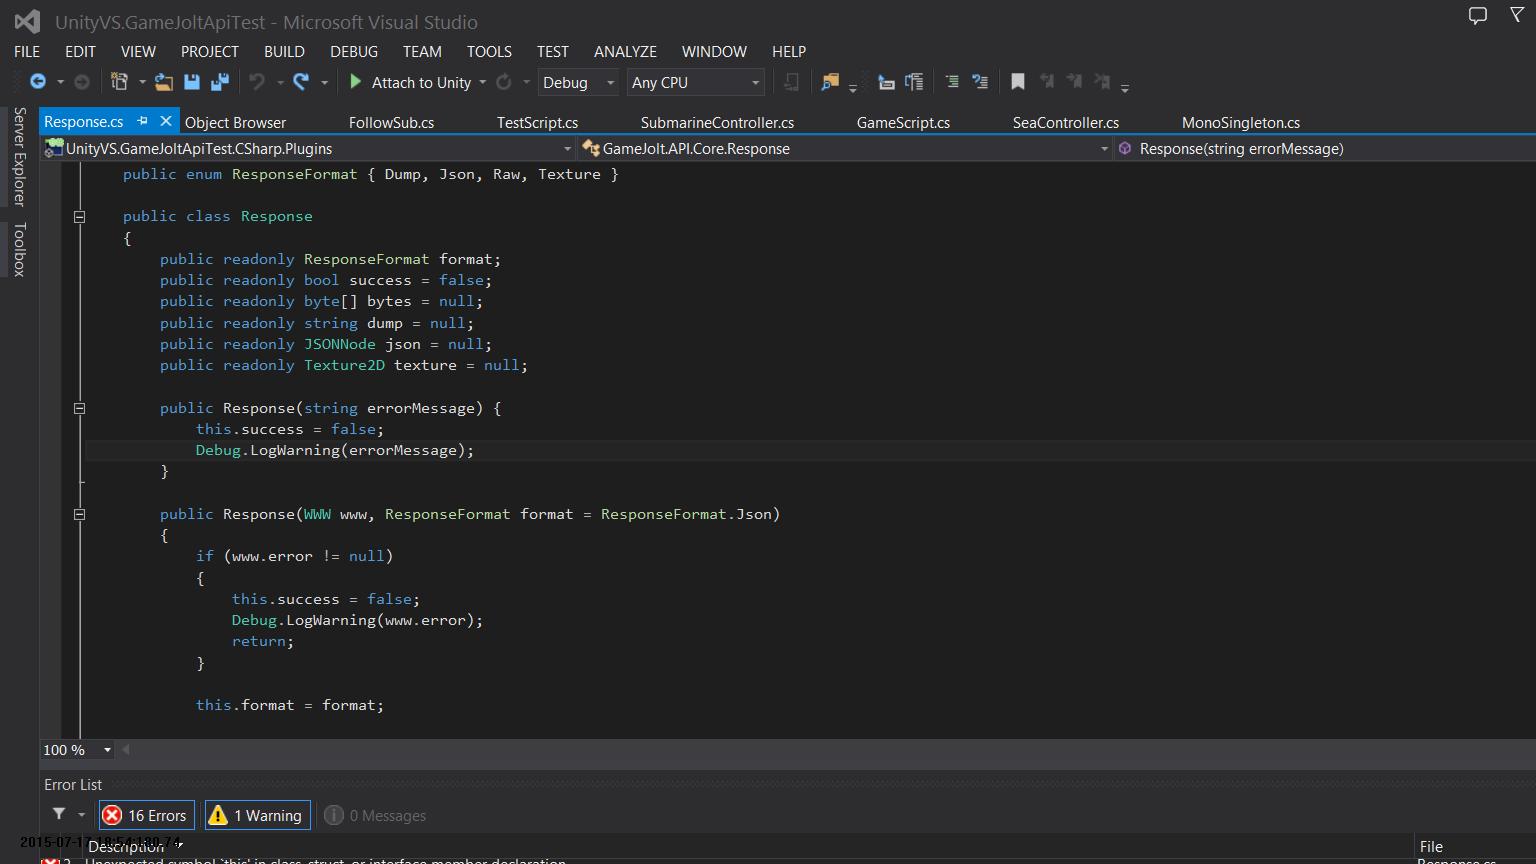 UnityVS.GameJoltApiTest - Microsoft Visual Studio
FILE EDIT VIEW PROJECT BUILD DEBUG TEAM TOOLS TEST ANALYZE WINDOW HELP
Attach to Unity Debug Any CPU
Server Explorer
Toolbox
Response.cs Object Browser FollowSub.cs TestScript.cs SubmarineController.cs GameScript.cs SeaController.cs MonoSingleton.cs
UnityVS.GameJoltApiTest.CSharp.Plugins GameJolt.API.Core.Response Response(string errorMessage)
public enum ResponseFormat { Dump, Json, Raw, Texture }
public class Response
{
public readonly ResponseFormat format;
public readonly bool success = false;
public readonly byte[] bytes = null;
public readonly string dump = null;
public readonly JSONNode json = null;
public readonly Texture2D texture = null;
public Response(string errorMessage) {
this.success = false;
Debug.LogWarning(errorMessage);
}
public Response(WWW www, ResponseFormat format = ResponseFormat.Json)
{
if (www.error != null)
{
this.success = false;
Debug.LogWarning(www.error);
return;
}
this.format = format;
100 %
Error List
16 Errors 1 Warning 0 Messages
Description File
2 Unexpected symbol `this' in class, struct, or interface member declaration Response.cs